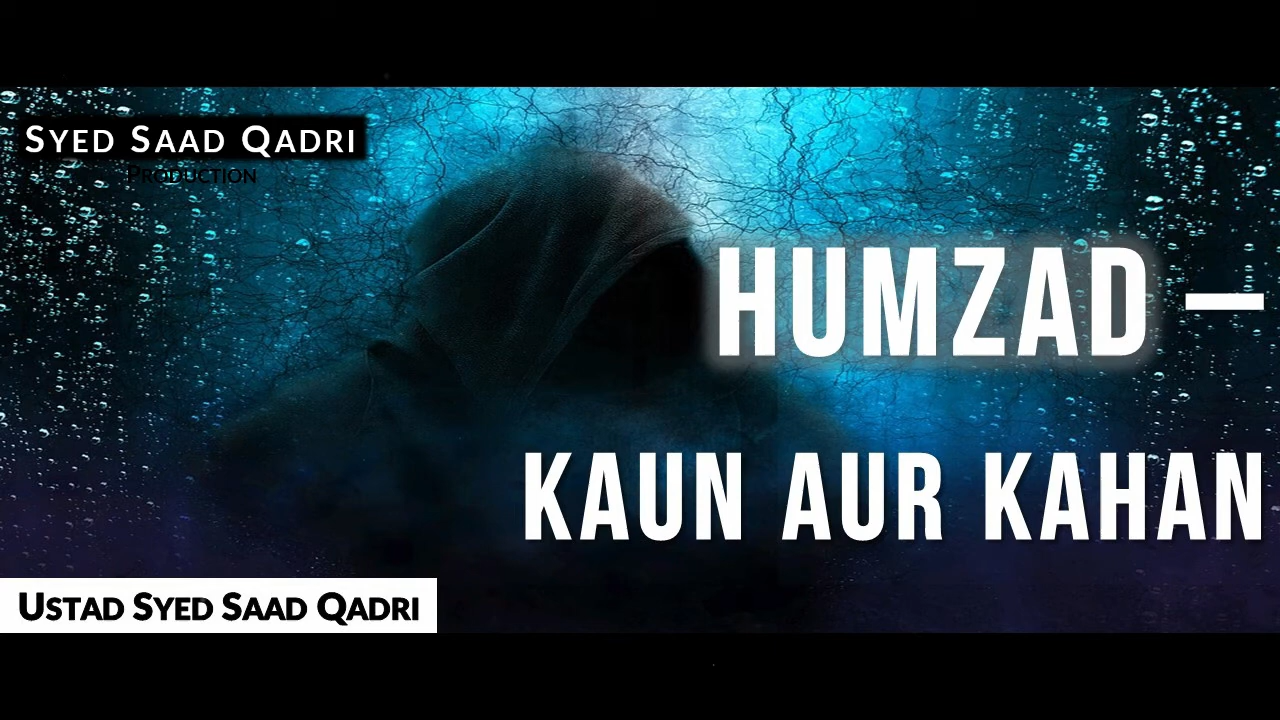 SYED SAAD QADRI
PRODUCTION
HUMZAD –
KAUN AUR KAHAN
USTAD SYED SAAD QADRI